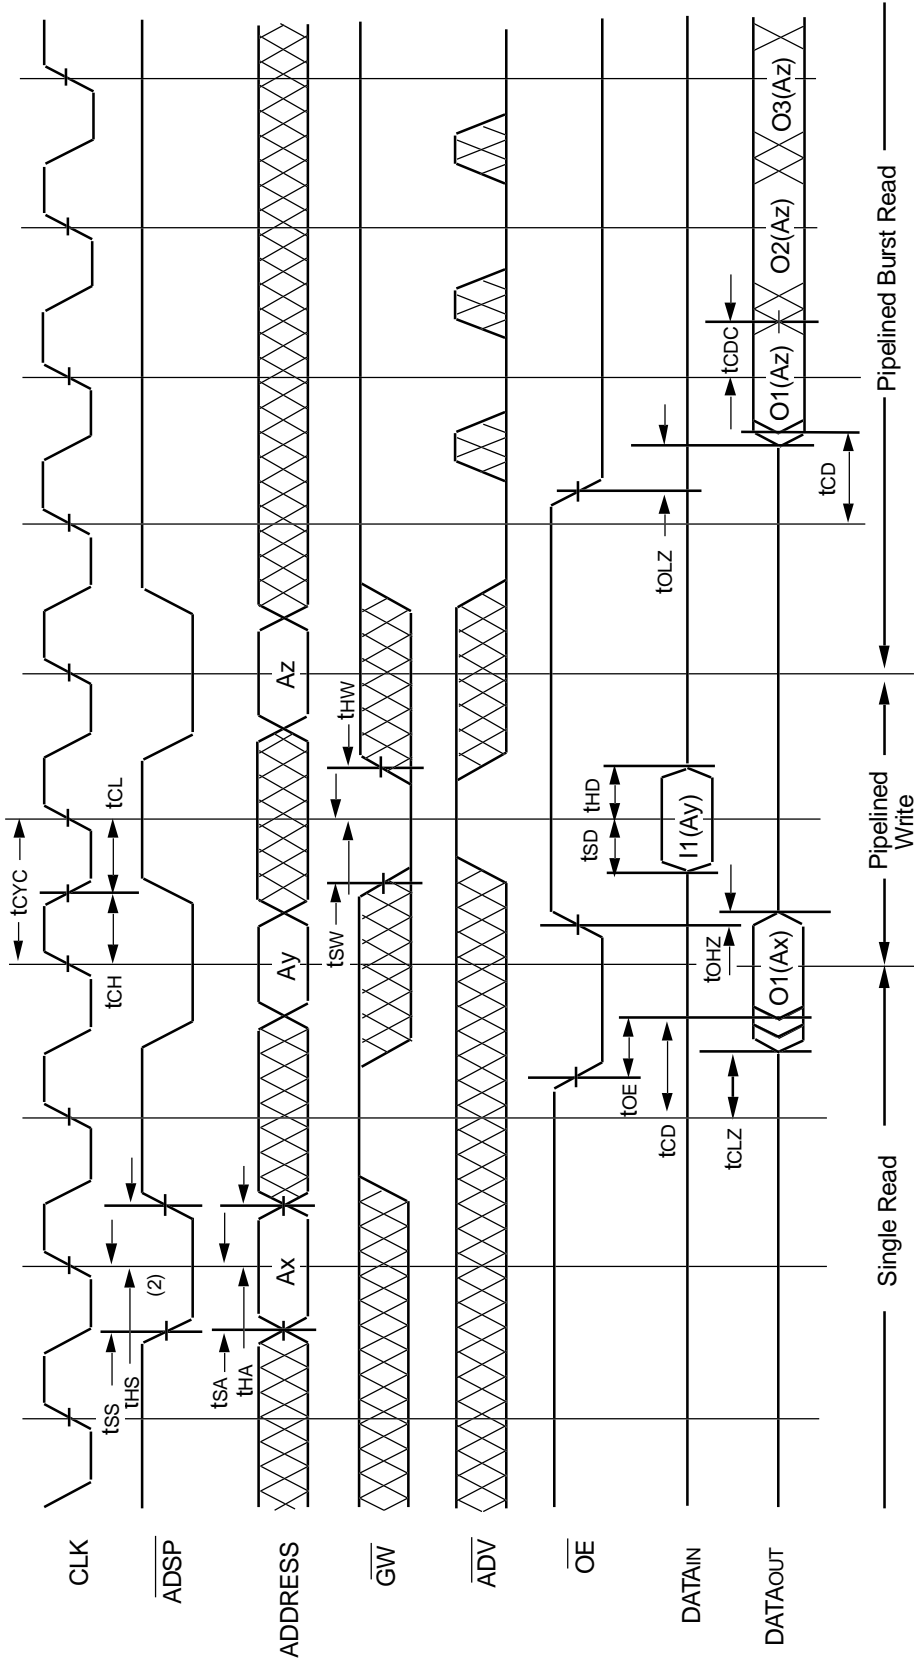 tCYC
CLK
tCH
tCL
tSS
tHS
(2)
ADSP
tSA
tHA
ADDRESS
Ax
Ay
Az
tSW
tHW
GW
ADV
OE
tOE
tOLZ
tSD
tHD
DATAIN
I1(Ay)
tCD
tOHZ
tCLZ
tCDC
DATAOUT
O1(Ax)
O1(Az)
O2(Az)
O3(Az)
tCD
Single Read
Pipelined
Write
Pipelined Burst Read